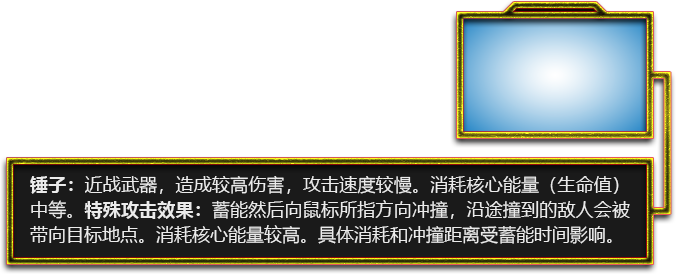 锤子：近战武器，造成较高伤害，攻击速度较慢。消耗核心能量（生命值）
中等。特殊攻击效果：蓄能然后向鼠标所指方向冲撞，沿途撞到的敌人会被
带向目标地点。消耗核心能量较高。具体消耗和冲撞距离受蓄能时间影响。